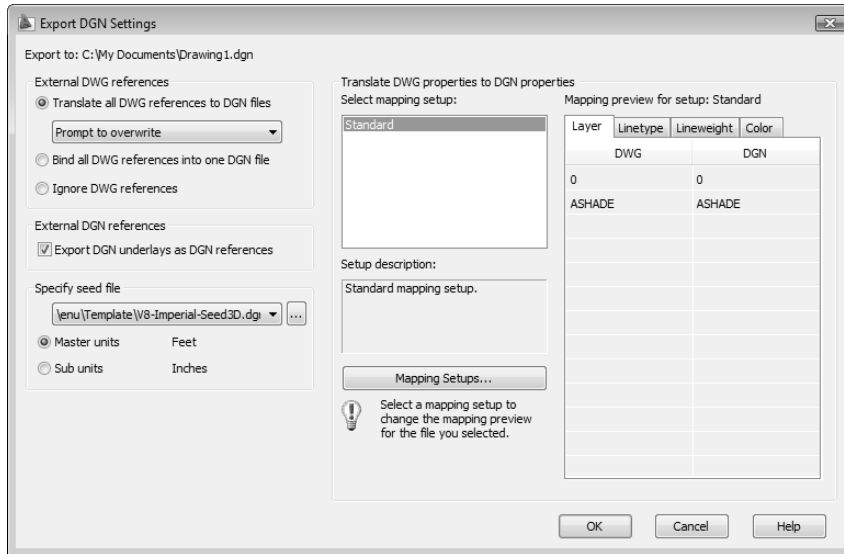 Export DGN Settings
Export to: C:\My Documents\Drawing1.dgn
External DWG references
Translate all DWG references to DGN files
Prompt to overwrite
Bind all DWG references into one DGN file
Ignore DWG references
External DGN references
Export DGN underlays as DGN references
Specify seed file
\enu\Template\V8-Imperial-Seed3D.dgn
...
Master units Feet
Sub units Inches
Translate DWG properties to DGN properties
Select mapping setup:
Standard
Setup description:
Standard mapping setup.
Mapping Setups...
Select a mapping setup to
change the mapping preview
for the file you selected.
Mapping preview for setup: Standard
Layer Linetype Lineweight Color
DWG DGN
0 0
ASHADE ASHADE
OK Cancel Help